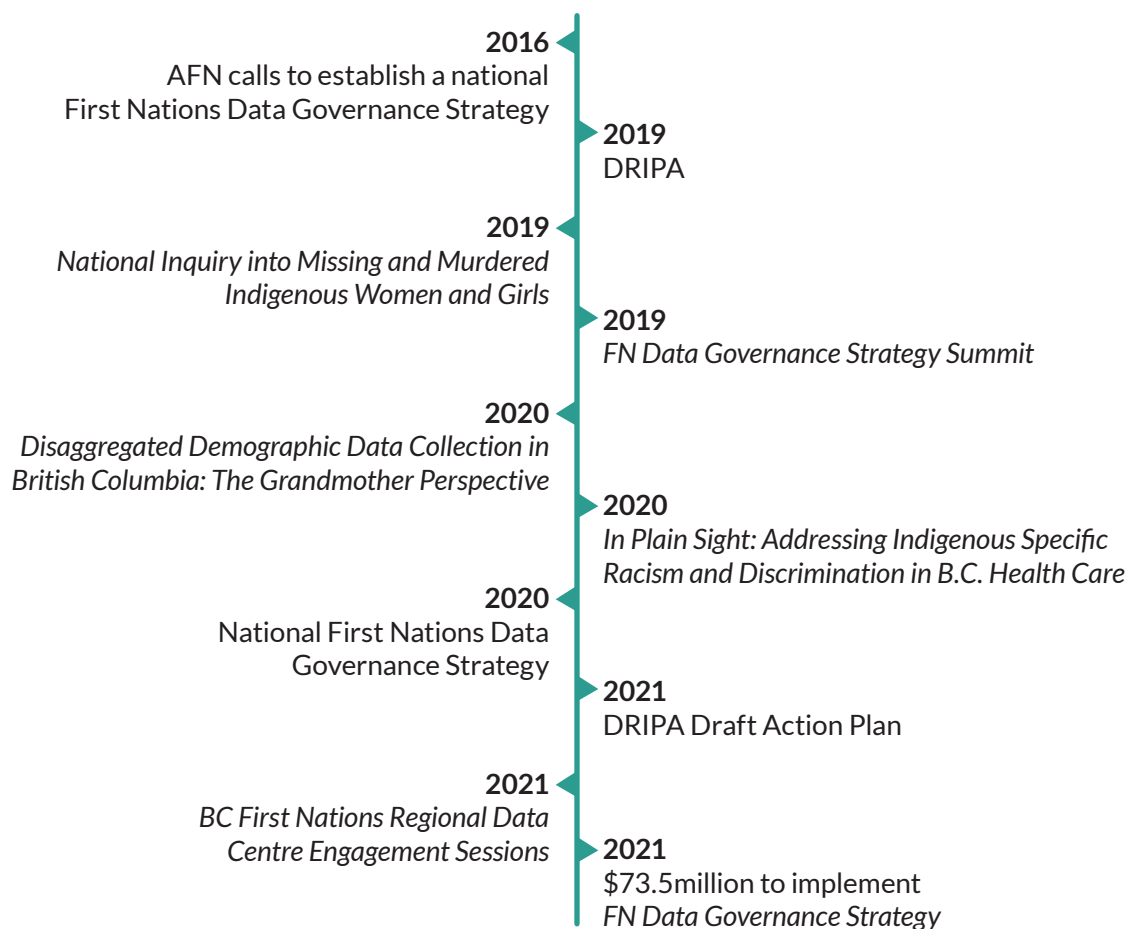 2016
AFN calls to establish a national
First Nations Data Governance Strategy
2019
DRIPA
2019
National Inquiry into Missing and Murdered
Indigenous Women and Girls
2019
FN Data Governance Strategy Summit
2020
Disaggregated Demographic Data Collection in
British Columbia: The Grandmother Perspective
2020
In Plain Sight: Addressing Indigenous Specific
Racism and Discrimination in B.C. Health Care
2020
National First Nations Data
Governance Strategy
2021
DRIPA Draft Action Plan
2021
BC First Nations Regional Data
Centre Engagement Sessions
2021
$73.5million to implement
FN Data Governance Strategy